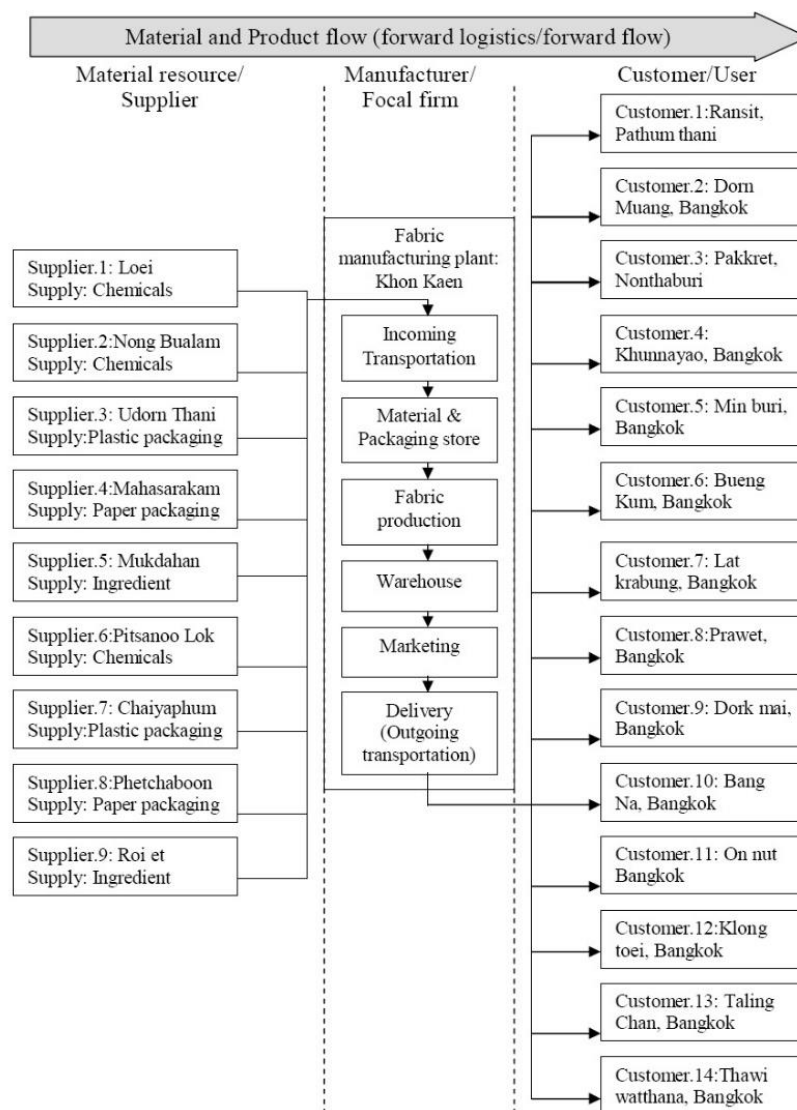 Material and Product flow (forward logistics/forward flow)
Material resource/
Supplier
Manufacturer/
Focal firm
Customer/User
Supplier.1: Loei
Supply: Chemicals
Supplier.2:Nong Bualam
Supply: Chemicals
Supplier.3: Udorn Thani
Supply:Plastic packaging
Supplier.4:Mahasarakam
Supply: Paper packaging
Supplier.5: Mukdahan
Supply: Ingredient
Supplier.6:Pitsanoo Lok
Supply: Chemicals
Supplier.7: Chaiyaphum
Supply:Plastic packaging
Supplier.8:Phetchaboon
Supply: Paper packaging
Supplier.9: Roi et
Supply: Ingredient
Fabric
manufacturing plant:
Khon Kaen
Incoming
Transportation
Material &
Packaging store
Fabric
production
Warehouse
Marketing
Delivery
(Outgoing
transportation)
Customer.1:Ransit,
Pathum thani
Customer.2: Dorn
Muang, Bangkok
Customer.3: Pakkret,
Nonthaburi
Customer.4:
Khunnayao, Bangkok
Customer.5: Min buri,
Bangkok
Customer.6: Bueng
Kum, Bangkok
Customer.7: Lat
krabung, Bangkok
Customer.8:Prawet,
Bangkok
Customer.9: Dork mai,
Bangkok
Customer.10: Bang
Na, Bangkok
Customer.11: On nut
Bangkok
Customer.12:Klong
toei, Bangkok
Customer.13: Taling
Chan, Bangkok
Customer.14:Thawi
watthana, Bangkok